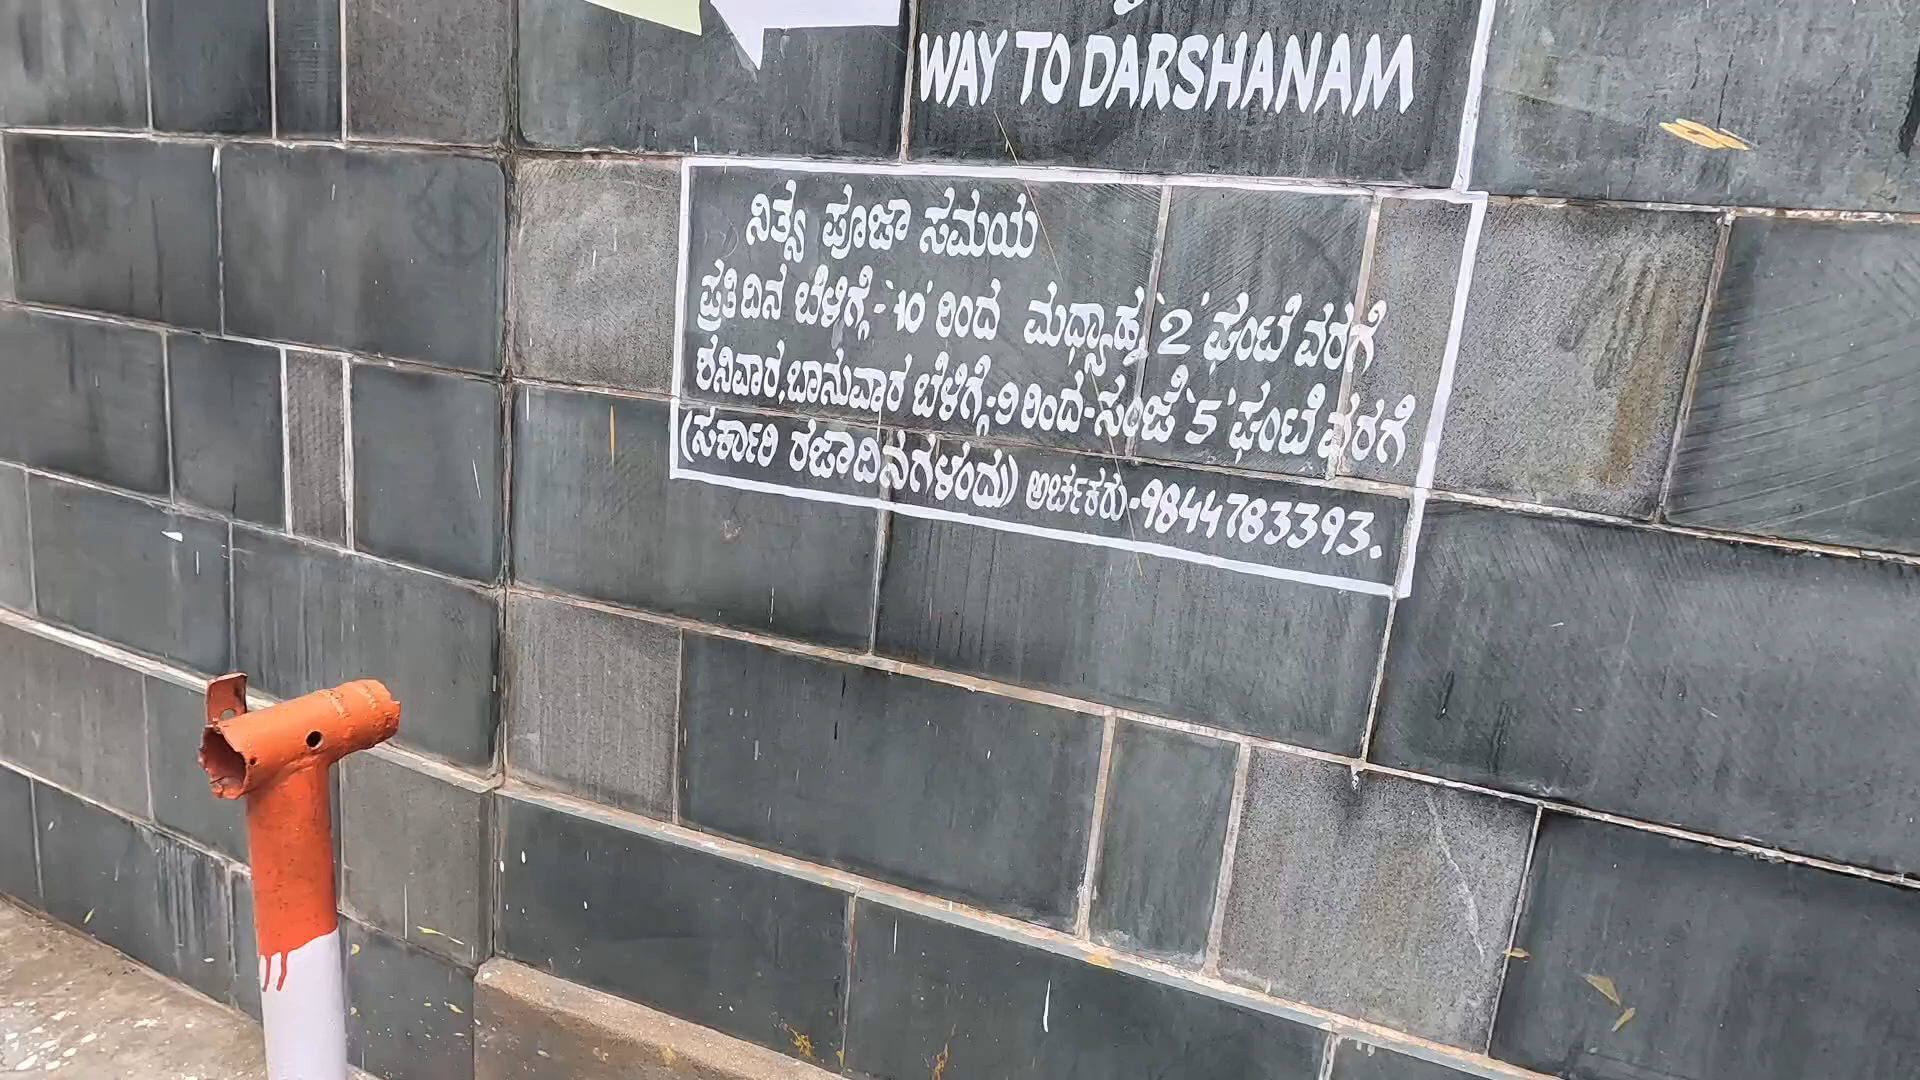 WAY TO DARSHANAM
ನಿತ್ಯ ಪೂಜಾ ಸಮಯ
ಪ್ರತಿ ದಿನ ಬೆಳಿಗ್ಗೆ-'10' ರಿಂದ ಮಧ್ಯಾಹ್ನ '2' ಘಂಟೆ ವರಗೆ
ಶನಿವಾರ, ಬಾನುವಾರ ಬೆಳಿಗ್ಗೆ-9 ರಿಂದ-ಸಂಜೆ '5' ಘಂಟೆ ವರಗೆ
(ಸರ್ಕಾರಿ ರಜಾದಿನಗಳಂದು) ಅರ್ಚಕರು-9844783393.